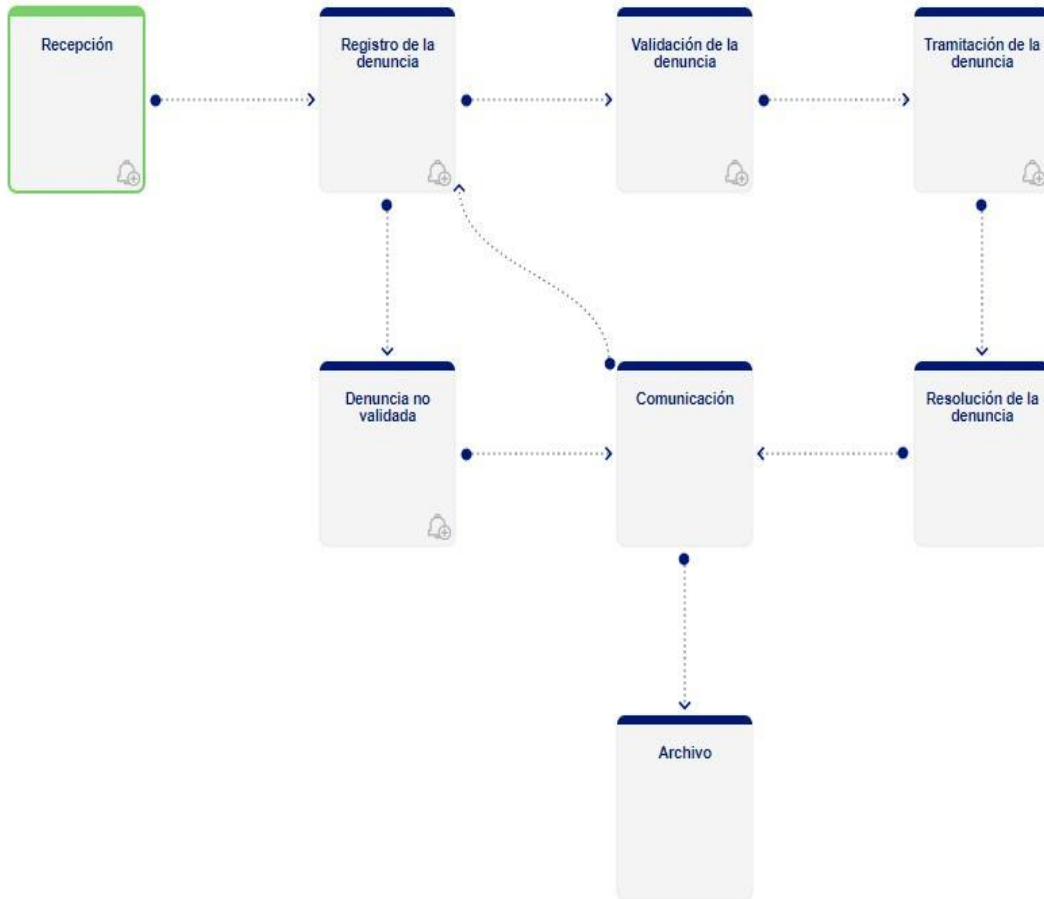 Recepción
Registro de la
denuncia
Validación de la
denuncia
Tramitación de la
denuncia
Denuncia no
validada
Comunicación
Resolución de la
denuncia
Archivo